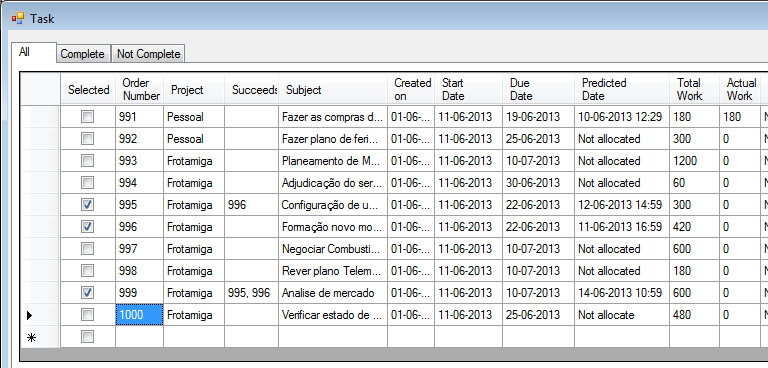 Task
All Complete Not Complete
Selected Order Number Project Succeeds Subject Created on Start Date Due Date Predicted Date Total Work Actual Work
991 Pessoal Fazer as compras d... 01-06-... 11-06-2013 19-06-2013 10-06-2013 12:29 180 180
992 Pessoal Fazer plano de feri... 01-06-... 11-06-2013 25-06-2013 Not allocated 300 0
993 Frotamiga Planeamento de M... 01-06-... 11-06-2013 10-07-2013 Not allocated 1200 0
994 Frotamiga Adjudicação do ser... 01-06-... 11-06-2013 30-06-2013 Not allocated 60 0
995 Frotamiga 996 Configuração de u... 01-06-... 11-06-2013 22-06-2013 12-06-2013 14:59 300 0
996 Frotamiga Formação novo mo... 01-06-... 11-06-2013 22-06-2013 11-06-2013 16:59 420 0
997 Frotamiga Negociar Combusti... 01-06-... 11-06-2013 10-07-2013 Not allocated 600 0
998 Frotamiga Rever plano Telem... 01-06-... 11-06-2013 10-07-2013 Not allocated 180 0
999 Frotamiga 995, 996 Analise de mercado 01-06-... 11-06-2013 10-07-2013 14-06-2013 10:59 600 0
1000 Frotamiga Verificar estado de ... 01-06-... 11-06-2013 25-06-2013 Not allocate 480 0